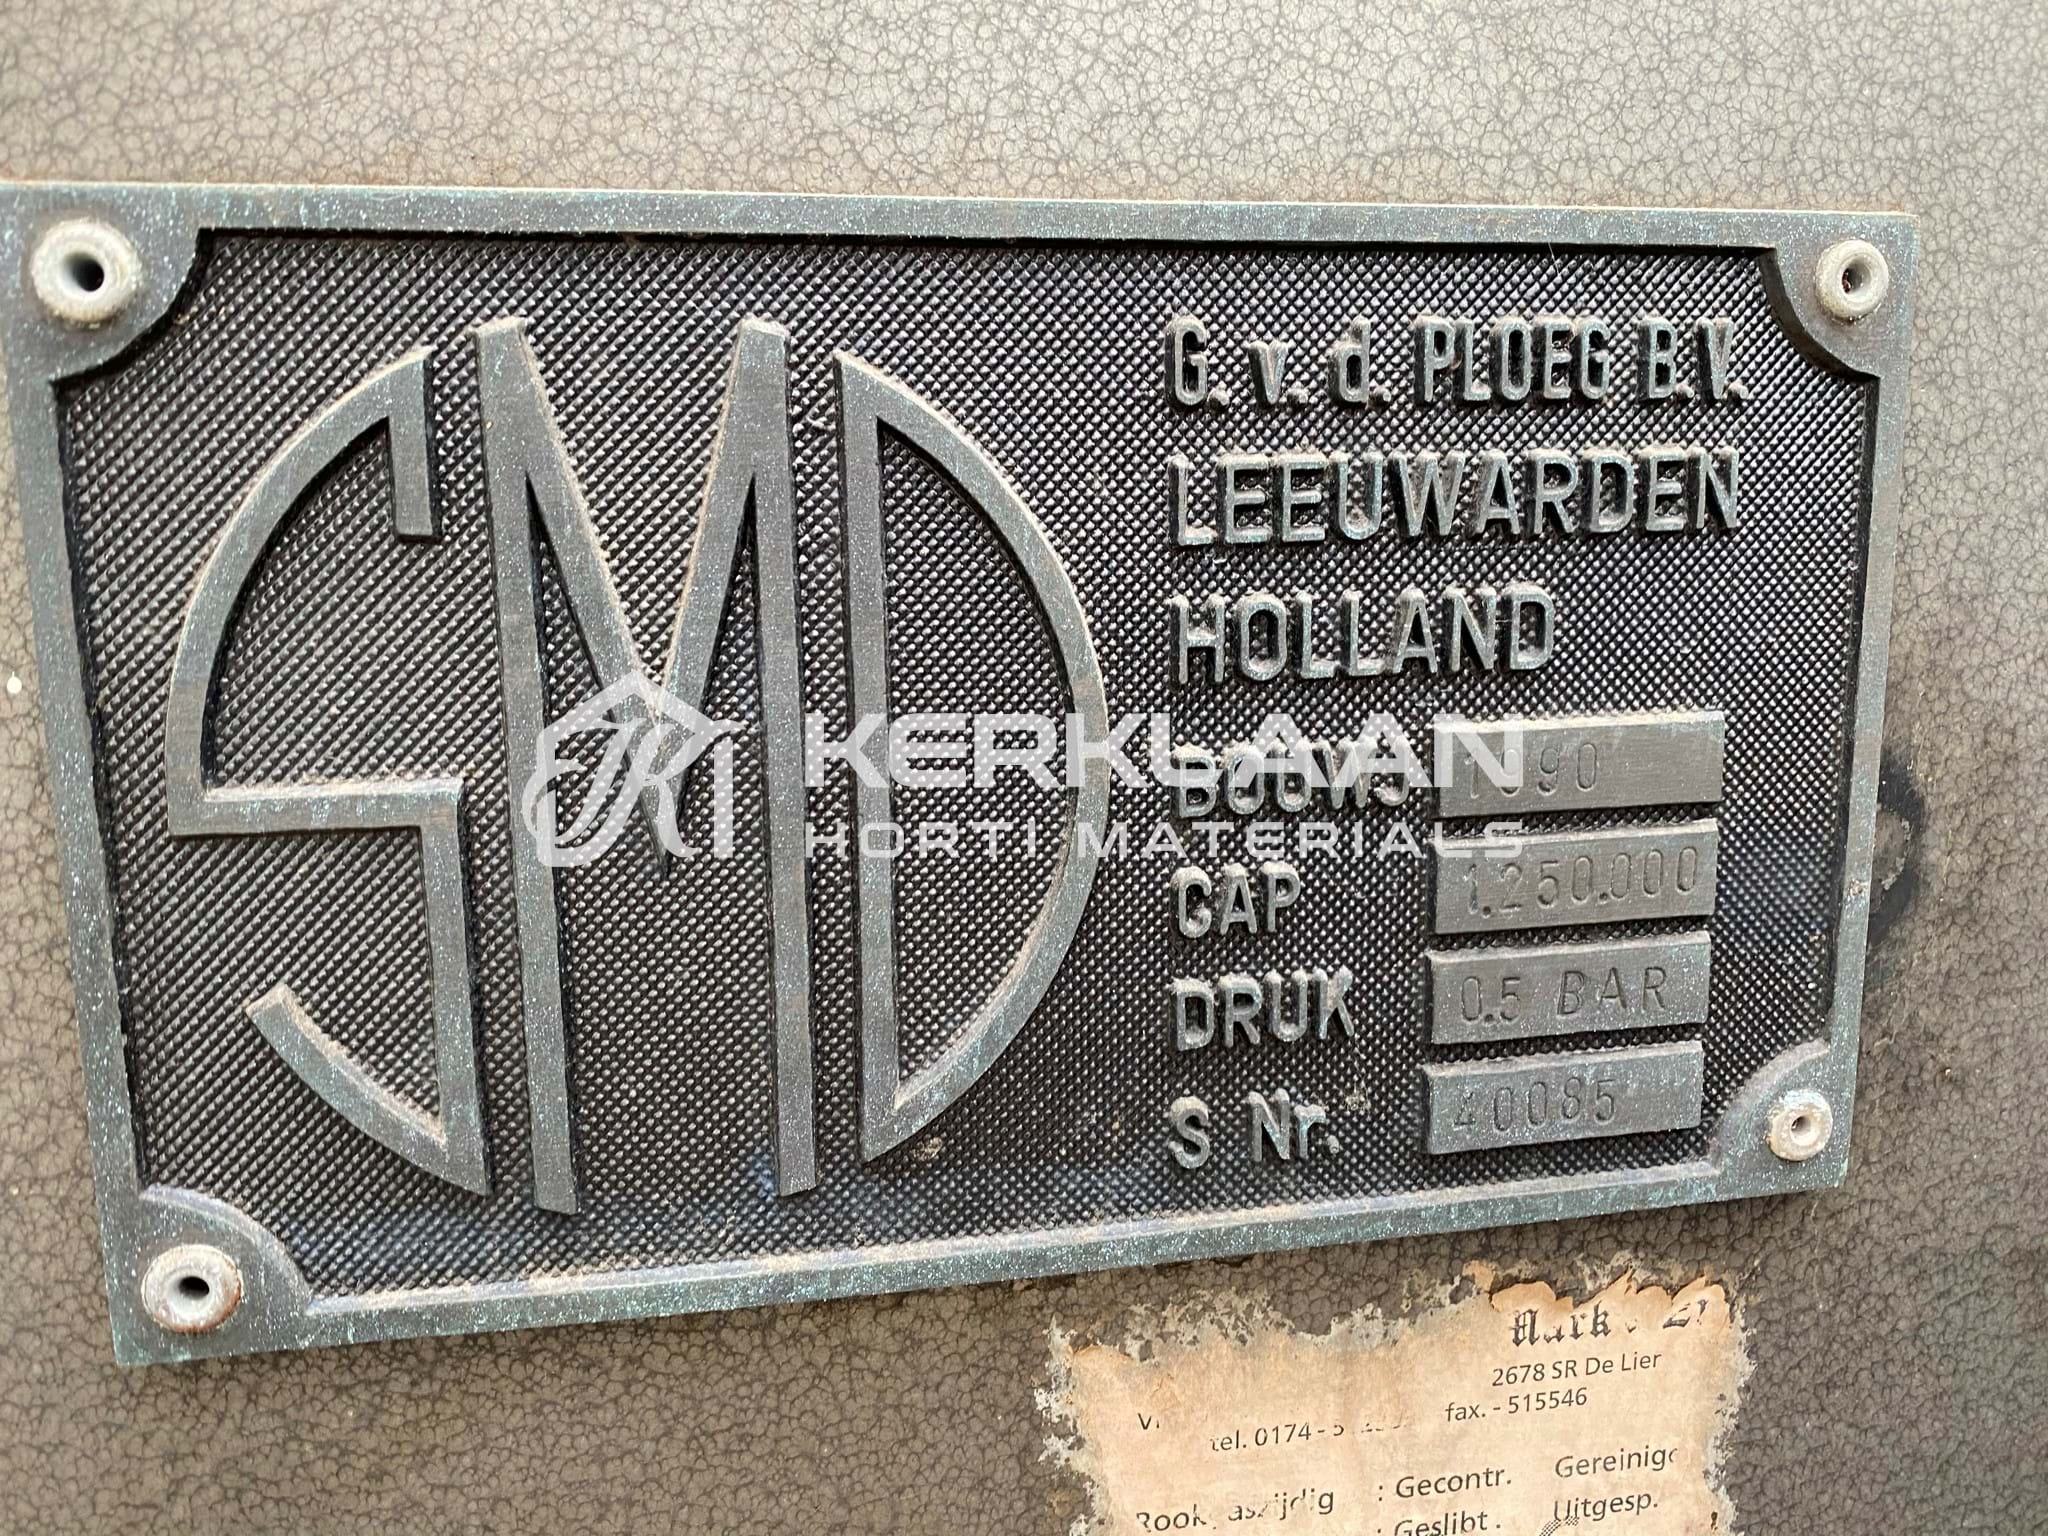 SMD
G. v. d. PLOEG B.V.
LEEUWARDEN
HOLLAND
BOUWJ 1990
CAP 1.250.000
DRUK 0.5 BAR
S Nr. 40085
KERKLAAN
HORTI MATERIALS
2678 SR De Lier
tel. 0174 - fax. - 515546
: Gecontr.
: Geslibt. Uitgesp.